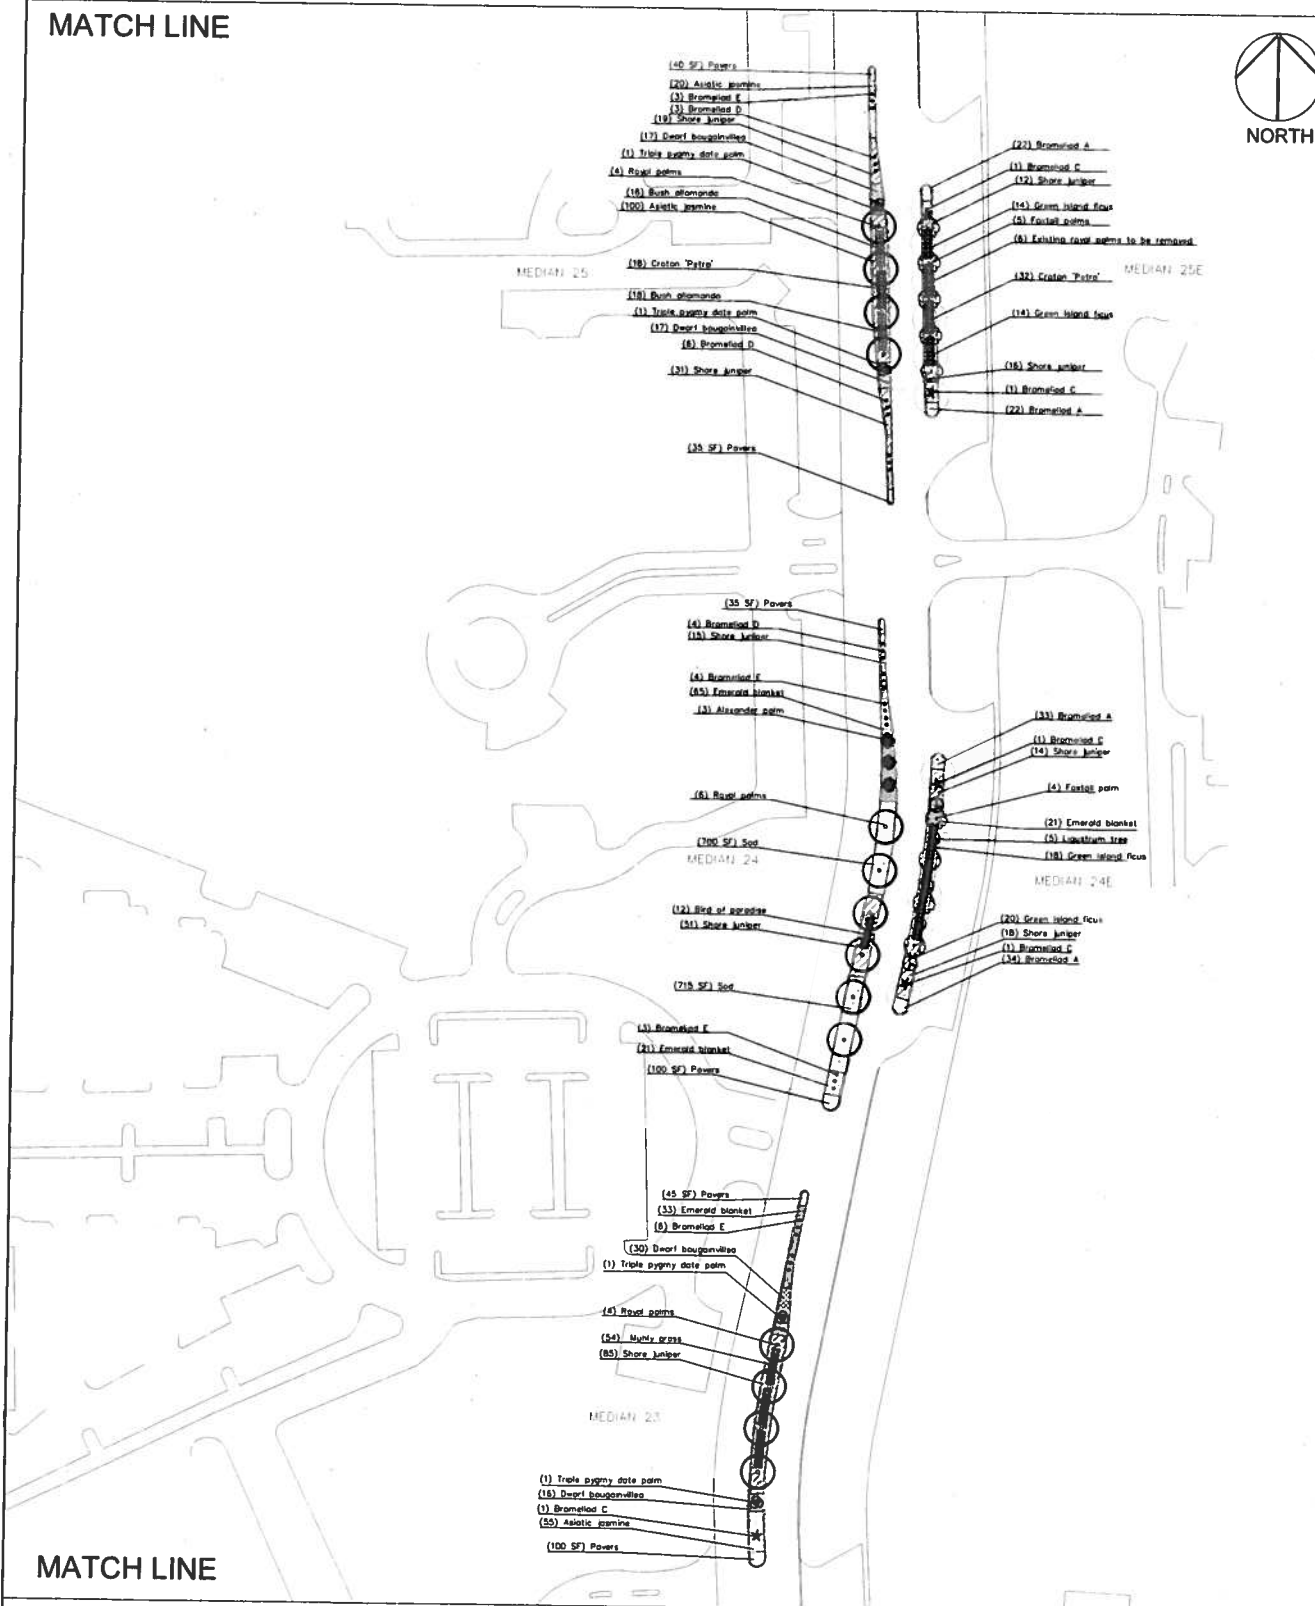 MATCH LINE
NORTH
(40 SF) Pavers
(20) Asiatic jasmine
(3) Bromeliad E
(3) Bromeliad D
(19) Shore juniper
(17) Dwarf bougainvillea
(1) Triple pygmy date palm
(4) Royal palms
(16) Bush allamanda
(100) Asiatic jasmine
MEDIAN 25
(18) Croton 'Petra'
(18) Bush allamanda
(1) Triple pygmy date palm
(17) Dwarf bougainvillea
(8) Bromeliad D
(31) Shore juniper
(35 SF) Pavers
(22) Bromeliad A
(1) Bromeliad C
(12) Shore juniper
(14) Green island ficus
(5) Foxtail palms
(6) Existing royal palms to be removed
MEDIAN 25E
(32) Croton 'Petra'
(14) Green island ficus
(16) Shore juniper
(1) Bromeliad C
(22) Bromeliad A
(35 SF) Pavers
(4) Bromeliad D
(15) Shore juniper
(4) Bromeliad E
(65) Emerald blanket
(3) Alexander palm
(6) Royal palms
(700 SF) Sod
MEDIAN 24
(12) Bird of paradise
(51) Shore juniper
(715 SF) Sod
(3) Bromeliad E
(21) Emerald blanket
(100 SF) Pavers
(33) Bromeliad A
(1) Bromeliad C
(14) Shore juniper
(4) Foxtail palm
(21) Emerald blanket
(5) Ligustrum tree
(18) Green island ficus
MEDIAN 24E
(20) Green island ficus
(18) Shore juniper
(1) Bromeliad C
(34) Bromeliad A
(45 SF) Pavers
(33) Emerald blanket
(6) Bromeliad E
(30) Dwarf bougainvillea
(1) Triple pygmy date palm
(4) Royal palms
(54) Muhly grass
(85) Shore juniper
MEDIAN 23
(1) Triple pygmy date palm
(16) Dwarf bougainvillea
(1) Bromeliad C
(55) Asiatic jasmine
(100 SF) Pavers
MATCH LINE